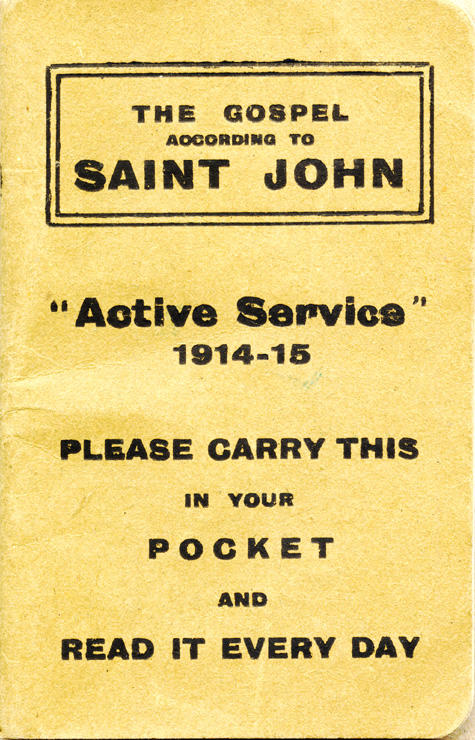 THE GOSPEL
ACCORDING TO
SAINT JOHN
"Active Service"
1914-15
PLEASE CARRY THIS
IN YOUR
POCKET
AND
READ IT EVERY DAY